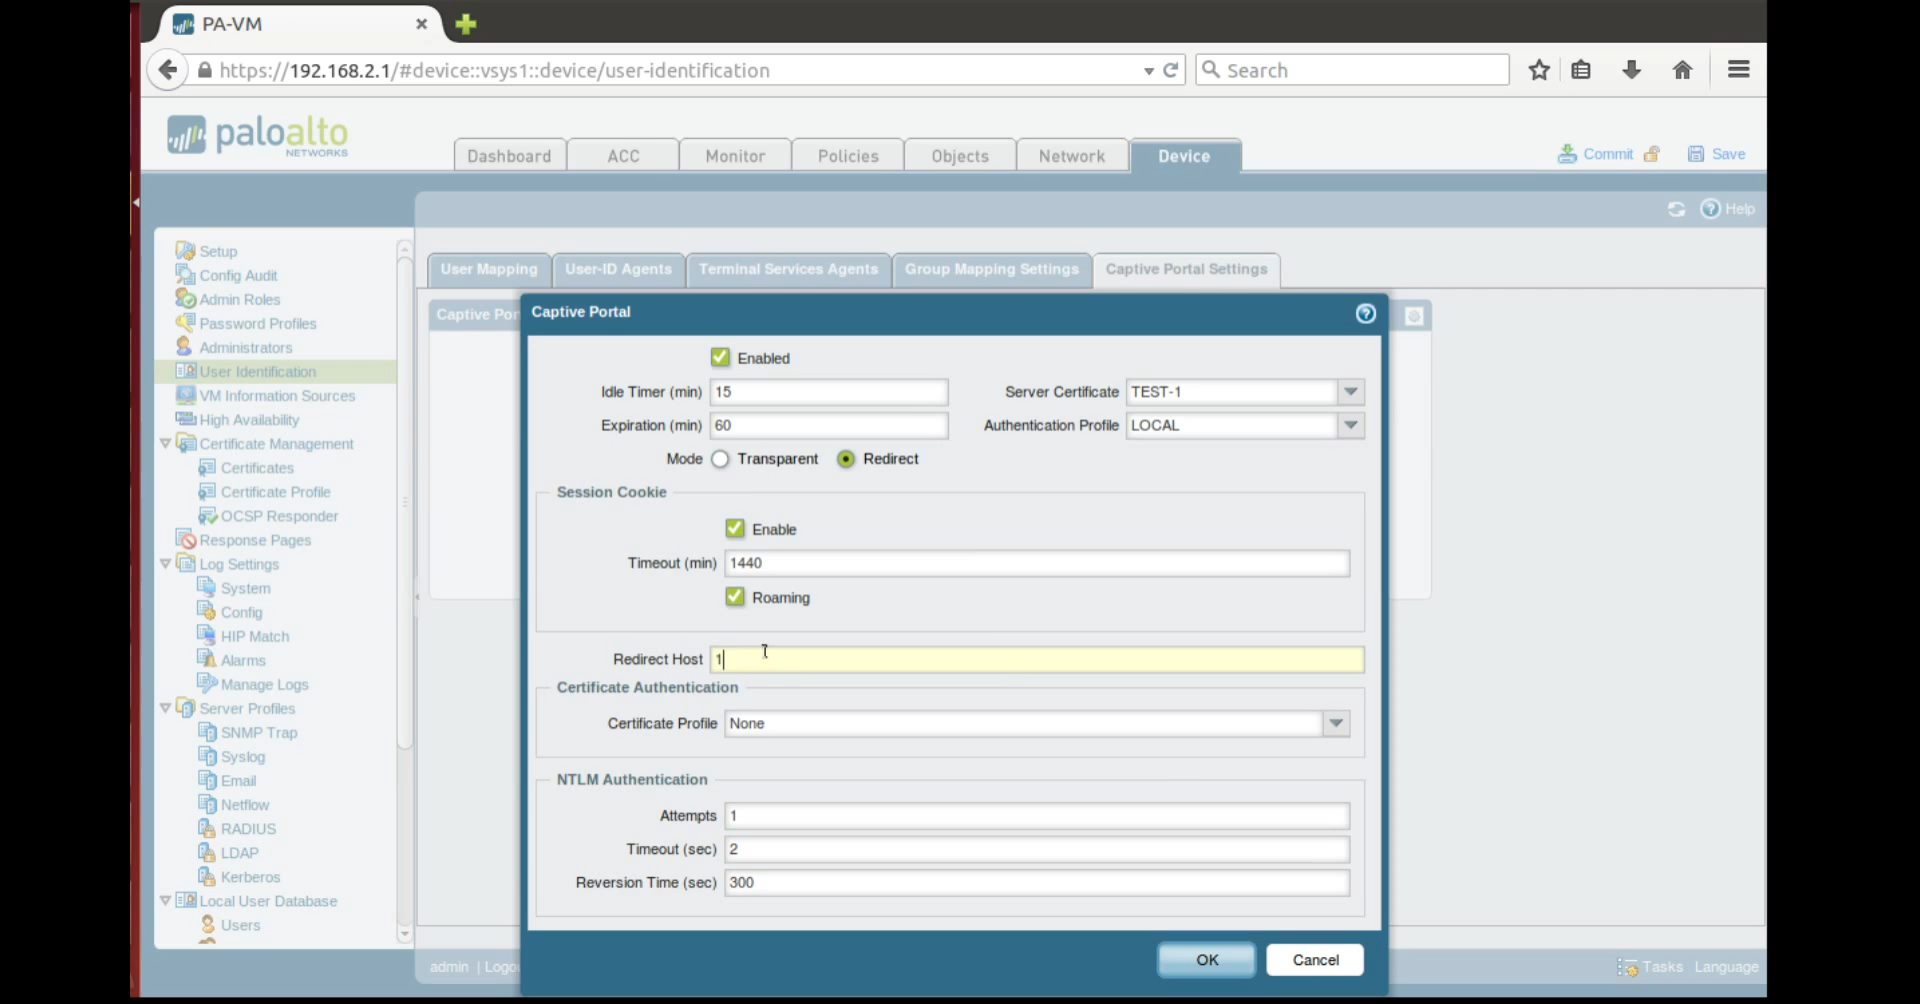 PA-VM
https://192.168.2.1/#device::vsys1::device/user-identification
Search
paloalto
NETWORKS
Dashboard
ACC
Monitor
Policies
Objects
Network
Device
Commit
Save
Help
Setup
Config Audit
Admin Roles
Password Profiles
Administrators
User Identification
VM Information Sources
High Availability
Certificate Management
Certificates
Certificate Profile
OCSP Responder
Response Pages
Log Settings
System
Config
HIP Match
Alarms
Manage Logs
Server Profiles
SNMP Trap
Syslog
Email
Netflow
RADIUS
LDAP
Kerberos
Local User Database
Users
User Mapping
User-ID Agents
Terminal Services Agents
Group Mapping Settings
Captive Portal Settings
Captive Por
Captive Portal
Enabled
Idle Timer (min) 15
Server Certificate TEST-1
Expiration (min) 60
Authentication Profile LOCAL
Mode Transparent Redirect
Session Cookie
Enable
Timeout (min) 1440
Roaming
Redirect Host 1
Certificate Authentication
Certificate Profile None
NTLM Authentication
Attempts 1
Timeout (sec) 2
Reversion Time (sec) 300
OK
Cancel
admin | Logo
Tasks
Language